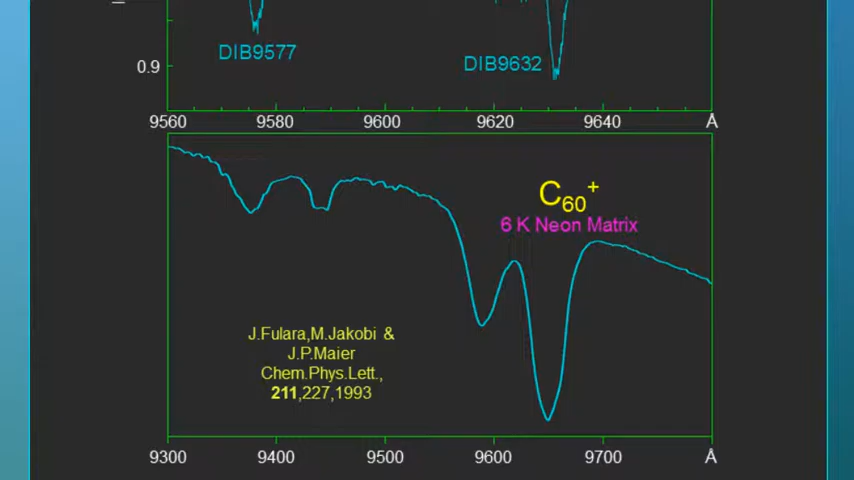 DIB9577
DIB9632
0.9
9560 9580 9600 9620 9640 Å
C60+
6 K Neon Matrix
J.Fulara,M.Jakobi &
J.P.Maier
Chem.Phys.Lett.,
211,227,1993
9300 9400 9500 9600 9700 Å